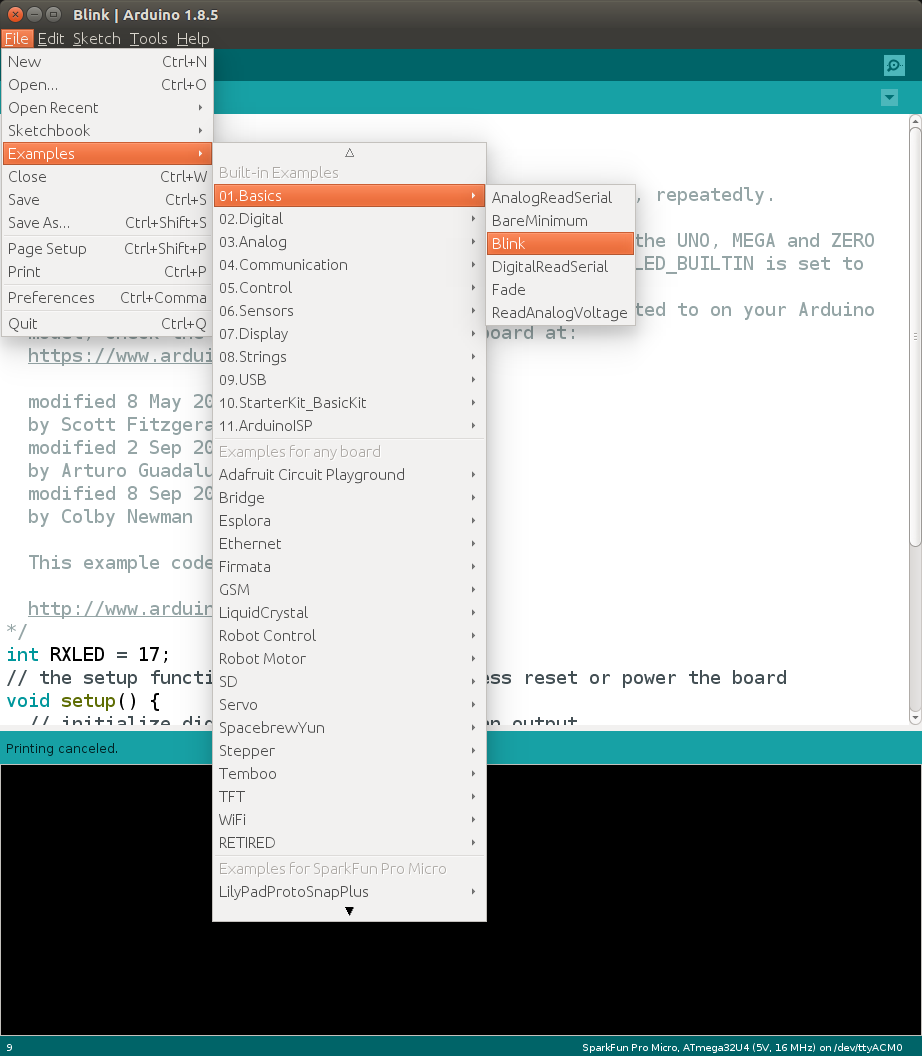 Blink | Arduino 1.8.5
File Edit Sketch Tools Help
New Ctrl+N
Open... Ctrl+O
Open Recent
Sketchbook
Examples
Close Ctrl+W
Save Ctrl+S
Save As... Ctrl+Shift+S
Page Setup Ctrl+Shift+P
Print Ctrl+P
Preferences Ctrl+Comma
Quit Ctrl+Q
Built-in Examples
01.Basics
02.Digital
03.Analog
04.Communication
05.Control
06.Sensors
07.Display
08.Strings
09.USB
10.StarterKit_BasicKit
11.ArduinoISP
Examples for any board
Adafruit Circuit Playground
Bridge
Esplora
Ethernet
Firmata
GSM
LiquidCrystal
Robot Control
Robot Motor
SD
Servo
SpacebrewYun
Stepper
Temboo
TFT
WiFi
RETIRED
Examples for SparkFun Pro Micro
LilyPadProtoSnapPlus
AnalogReadSerial
BareMinimum
Blink
DigitalReadSerial
Fade
ReadAnalogVoltage
, repeatedly.
the UNO, MEGA and ZERO
LED_BUILTIN is set to
ted to on your Arduino
board at:
https://www.ardui
modified 8 May 20
by Scott Fitzgera
modified 2 Sep 20
by Arturo Guadalu
modified 8 Sep 20
by Colby Newman
This example code
http://www.arduin
*/
int RXLED = 17;
// the setup functi ess reset or power the board
void setup() {
// initialize dig an output.
Printing canceled.
9 SparkFun Pro Micro, ATmega32U4 (5V, 16 MHz) on /dev/ttyACM0